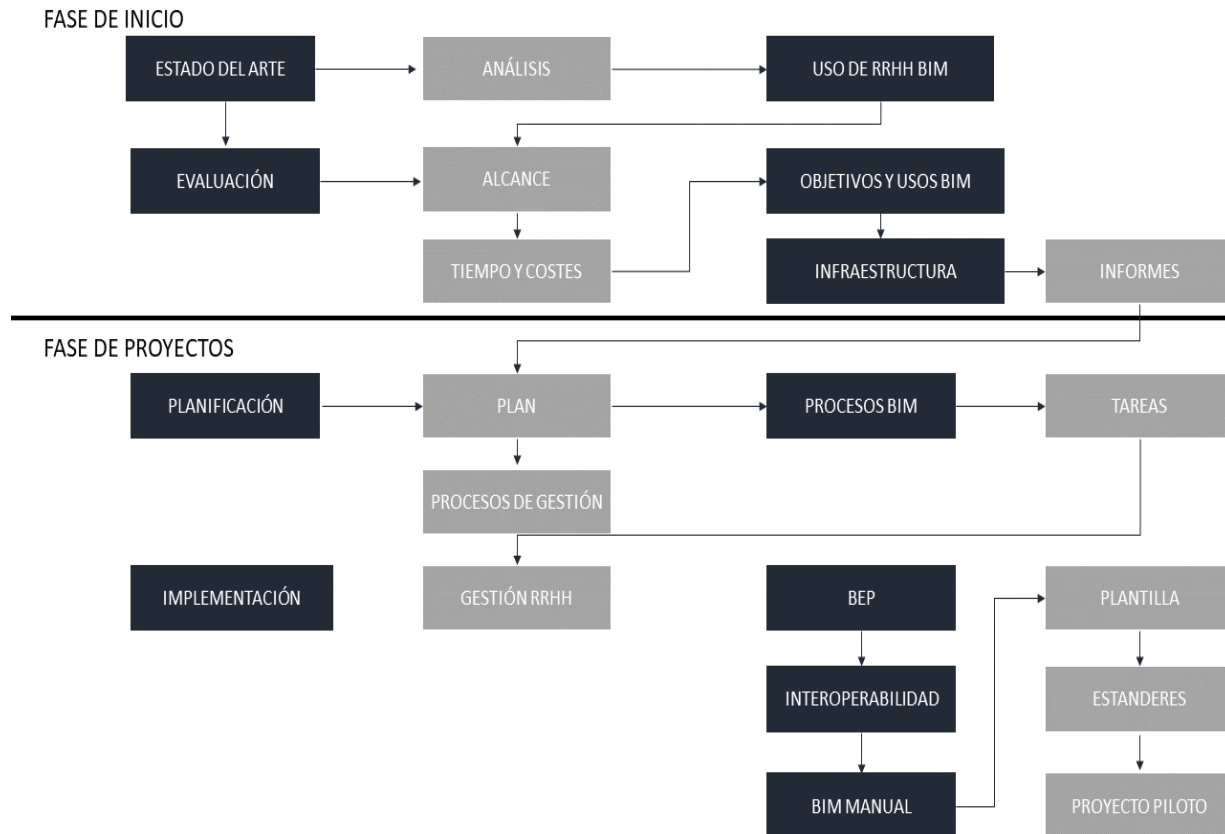 FASE DE INICIO
ESTADO DEL ARTE
ANÁLISIS
USO DE RRHH BIM
EVALUACIÓN
ALCANCE
OBJETIVOS Y USOS BIM
TIEMPO Y COSTES
INFRAESTRUCTURA
INFORMES
FASE DE PROYECTOS
PLANIFICACIÓN
PLAN
PROCESOS BIM
TAREAS
PROCESOS DE GESTIÓN
IMPLEMENTACIÓN
GESTIÓN RRHH
BEP
PLANTILLA
INTEROPERABILIDAD
ESTANDERES
BIM MANUAL
PROYECTO PILOTO